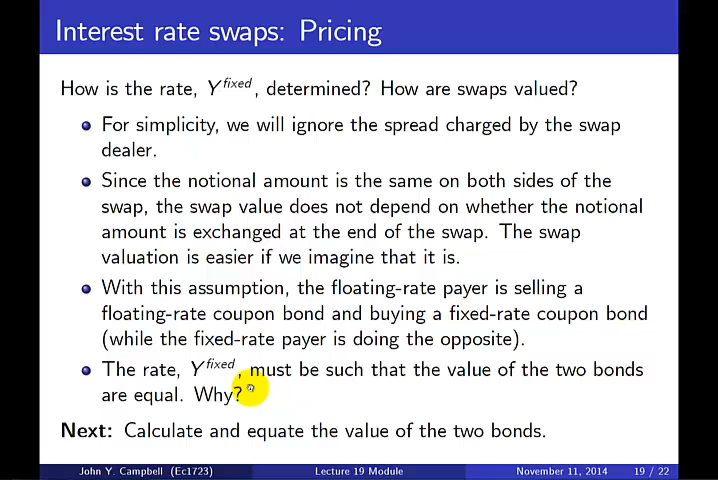 Interest rate swaps: Pricing
How is the rate, Y^fixed, determined? How are swaps valued?
For simplicity, we will ignore the spread charged by the swap
dealer.
Since the notional amount is the same on both sides of the
swap, the swap value does not depend on whether the notional
amount is exchanged at the end of the swap. The swap
valuation is easier if we imagine that it is.
With this assumption, the floating-rate payer is selling a
floating-rate coupon bond and buying a fixed-rate coupon bond
(while the fixed-rate payer is doing the opposite).
The rate, Y^fixed, must be such that the value of the two bonds
are equal. Why?
Next: Calculate and equate the value of the two bonds.
John Y. Campbell (Ec1723) Lecture 19 Module November 11, 2014 19 / 22